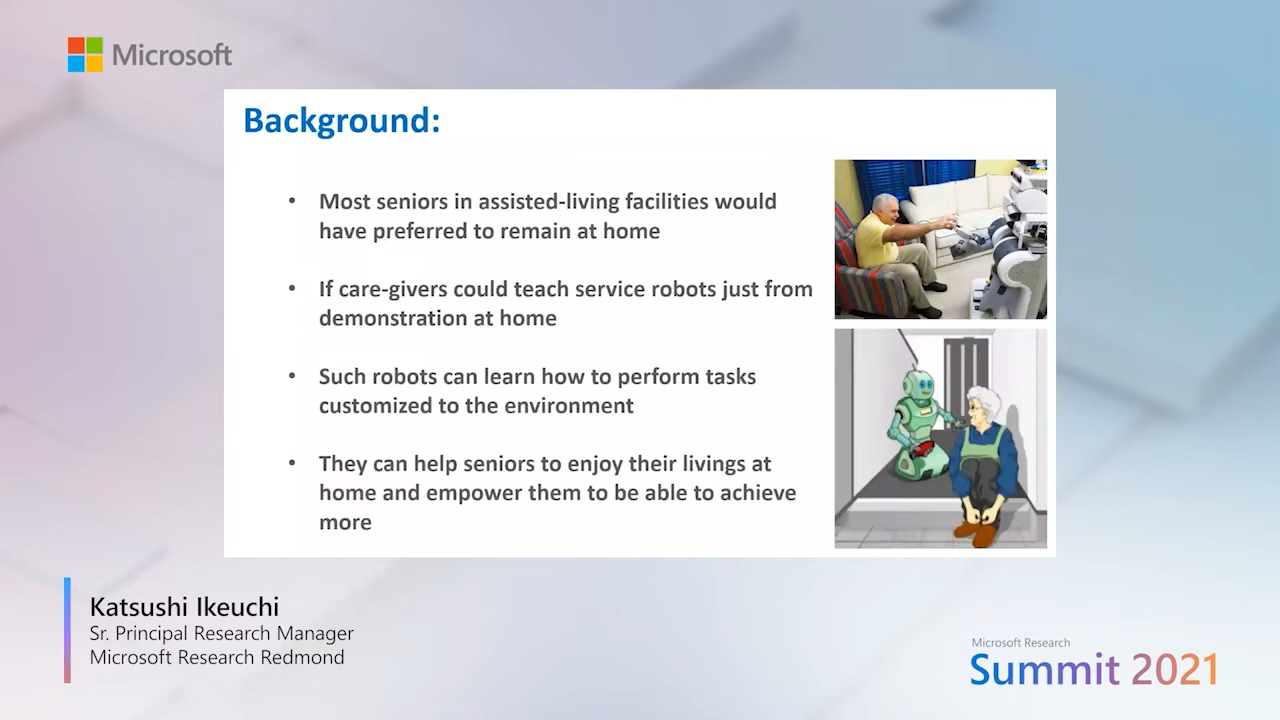 Microsoft
Background:
• Most seniors in assisted-living facilities would
have preferred to remain at home
• If care-givers could teach service robots just from
demonstration at home
• Such robots can learn how to perform tasks
customized to the environment
• They can help seniors to enjoy their livings at
home and empower them to be able to achieve
more
Katsushi Ikeuchi
Sr. Principal Research Manager
Microsoft Research Redmond
Microsoft Research
Summit 2021